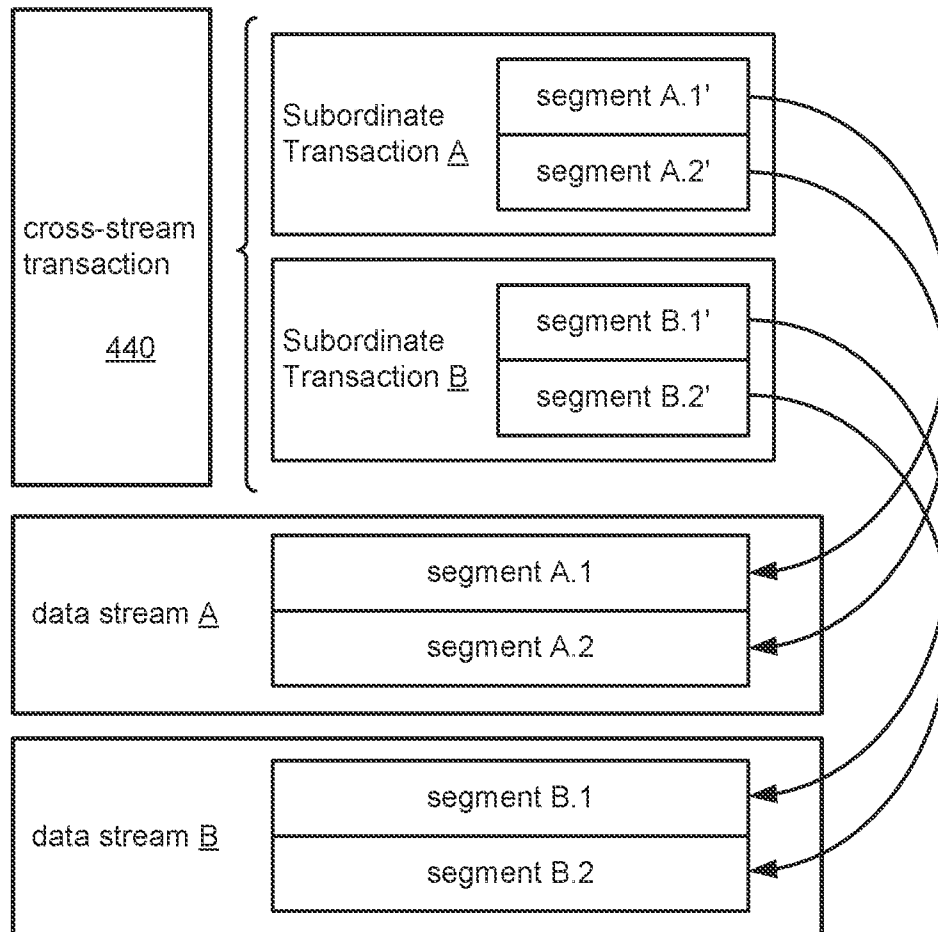 cross-stream
transaction
440
Subordinate
Transaction A
segment A.1'
segment A.2'
Subordinate
Transaction B
segment B.1'
segment B.2'
data stream A
segment A.1
segment A.2
data stream B
segment B.1
segment B.2